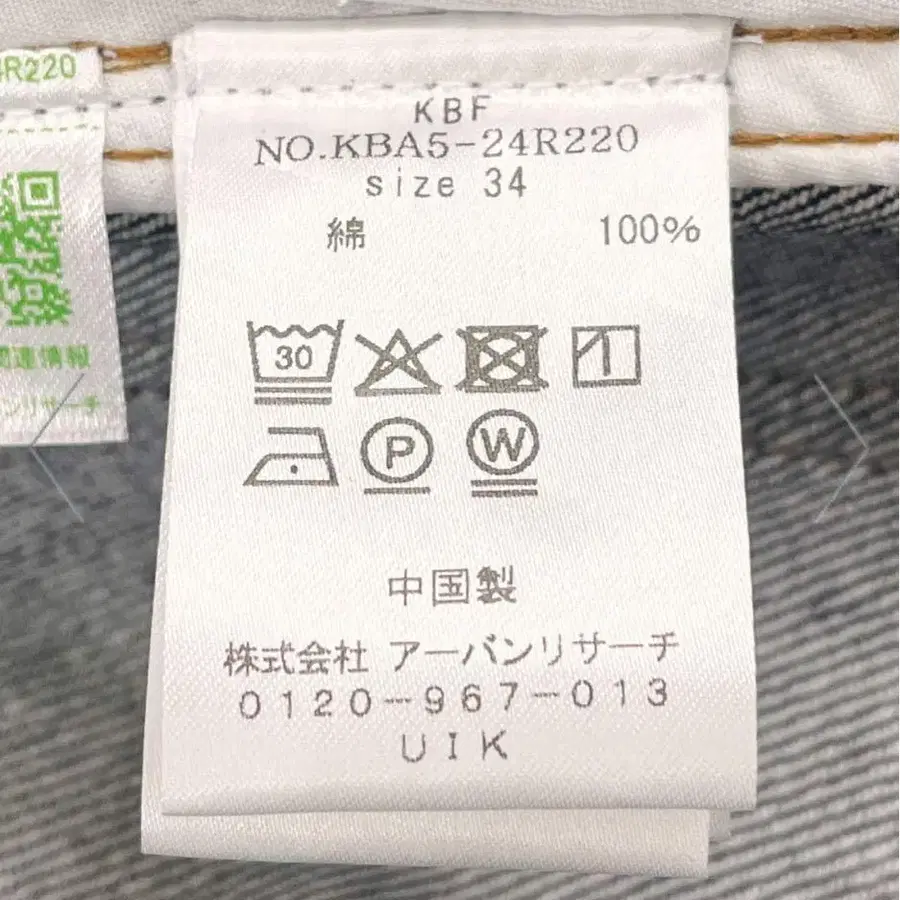 KBF
NO.KBA5-24R220
size 34
綿 100%
30
P
W
中国製
株式会社 アーバンリサーチ
0120-967-013
UIK
R220
関連情報
バンリサーチ